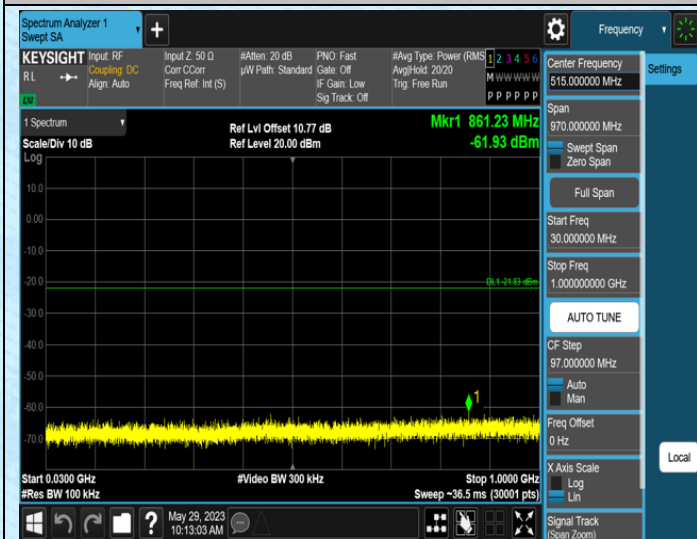 Spectrum Analyzer 1
Swept SA
+
Frequency
KEYSIGHT
RL
Input: RF
Coupling: DC
Align: Auto
Input Z: 50 Ω
Corr CCorr
Freq Ref: Int (S)
#Atten: 20 dB
µW Path: Standard
PNO: Fast
Gate: Off
IF Gain: Low
Sig Track: Off
#Avg Type: Power (RMS
Avg|Hold: 20/20
Trig: Free Run
1 2 3 4 5 6
M W W W W W
P P P P P P
LXI
1 Spectrum
Scale/Div 10 dB
Log
Ref Lvl Offset 10.77 dB
Ref Level 20.00 dBm
Mkr1 861.23 MHz
-61.93 dBm
10.0
0.00
-10.0
-20.0
DL1 -21.83 dBm
-30.0
-40.0
-50.0
-60.0
1
-70.0
Start 0.0300 GHz
#Res BW 100 kHz
#Video BW 300 kHz
Stop 1.0000 GHz
Sweep ~36.5 ms (30001 pts)
?
May 29, 2023
10:13:03 AM
Center Frequency
515.000000 MHz
Settings
Span
970.000000 MHz
Swept Span
Zero Span
Full Span
Start Freq
30.000000 MHz
Stop Freq
1.000000000 GHz
AUTO TUNE
CF Step
97.000000 MHz
Auto
Man
Freq Offset
0 Hz
X Axis Scale
Log
Lin
Local
Signal Track
(Span Zoom)